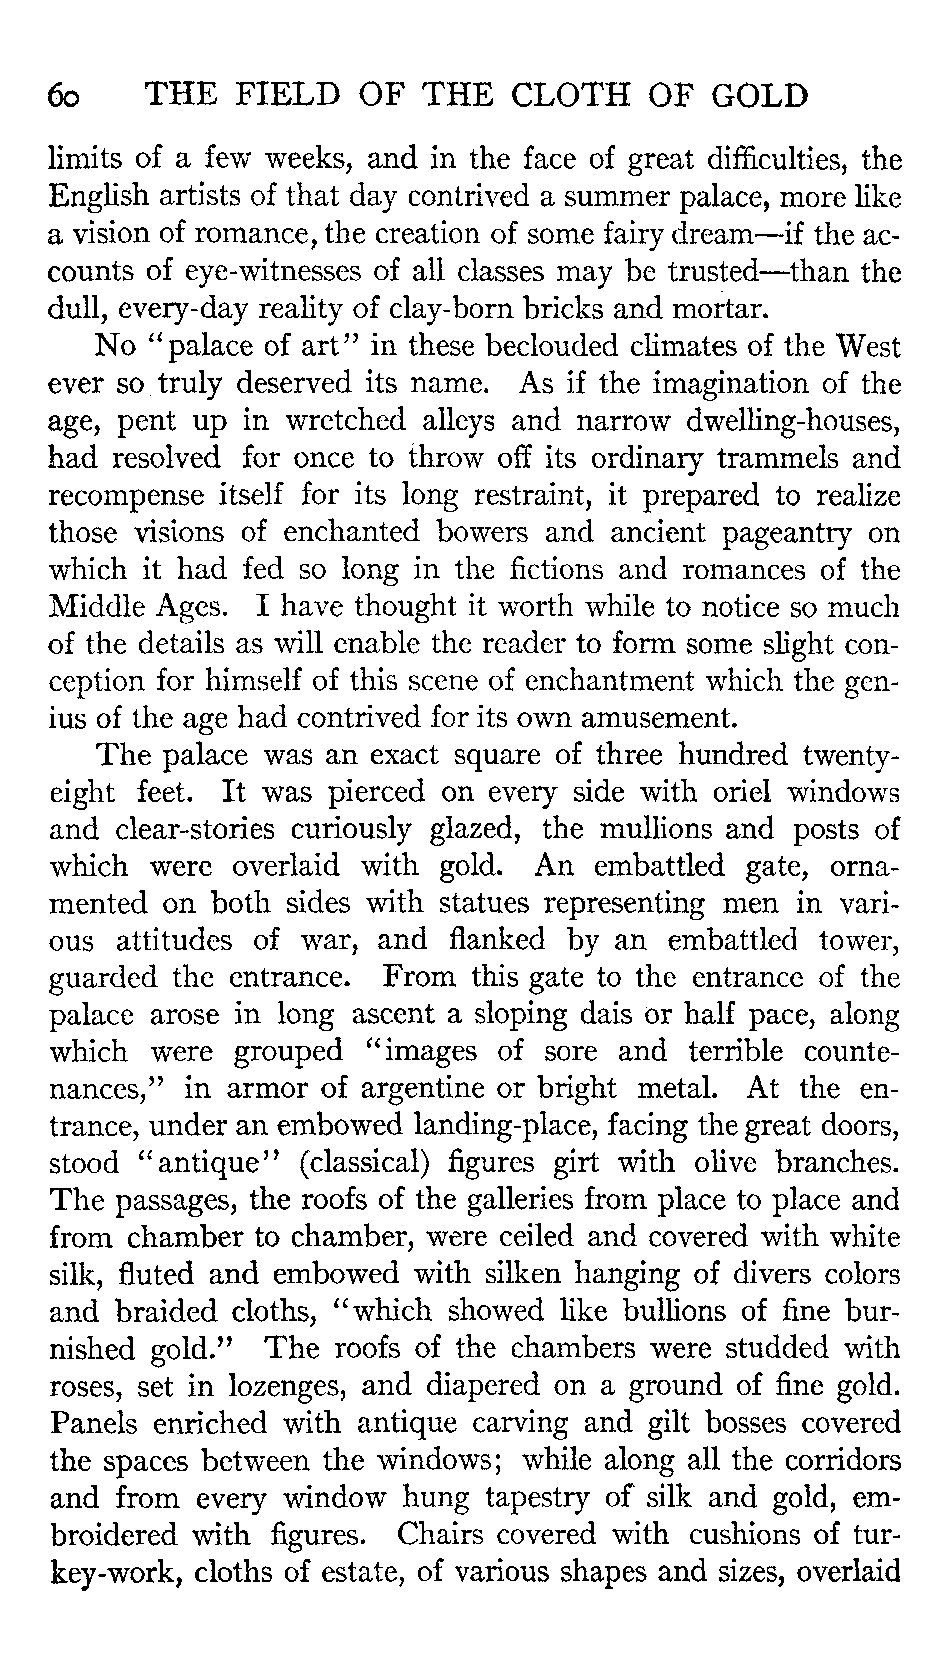 60 THE FIELD OF THE CLOTH OF GOLD
limits of a few weeks, and in the face of great difficulties, the
English artists of that day contrived a summer palace, more like
a vision of romance, the creation of some fairy dream—if the ac-
counts of eye-witnesses of all classes may be trusted—than the
dull, every-day reality of clay-born bricks and mortar.
No "palace of art" in these beclouded climates of the West
ever so truly deserved its name. As if the imagination of the
age, pent up in wretched alleys and narrow dwelling-houses,
had resolved for once to throw off its ordinary trammels and
recompense itself for its long restraint, it prepared to realize
those visions of enchanted bowers and ancient pageantry on
which it had fed so long in the fictions and romances of the
Middle Ages. I have thought it worth while to notice so much
of the details as will enable the reader to form some slight con-
ception for himself of this scene of enchantment which the gen-
ius of the age had contrived for its own amusement.
The palace was an exact square of three hundred twenty-
eight feet. It was pierced on every side with oriel windows
and clear-stories curiously glazed, the mullions and posts of
which were overlaid with gold. An embattled gate, orna-
mented on both sides with statues representing men in vari-
ous attitudes of war, and flanked by an embattled tower,
guarded the entrance. From this gate to the entrance of the
palace arose in long ascent a sloping dais or half pace, along
which were grouped "images of sore and terrible counte-
nances," in armor of argentine or bright metal. At the en-
trance, under an embowed landing-place, facing the great doors,
stood "antique" (classical) figures girt with olive branches.
The passages, the roofs of the galleries from place to place and
from chamber to chamber, were ceiled and covered with white
silk, fluted and embowed with silken hanging of divers colors
and braided cloths, "which showed like bullions of fine bur-
nished gold." The roofs of the chambers were studded with
roses, set in lozenges, and diapered on a ground of fine gold.
Panels enriched with antique carving and gilt bosses covered
the spaces between the windows; while along all the corridors
and from every window hung tapestry of silk and gold, em-
broidered with figures. Chairs covered with cushions of tur-
key-work, cloths of estate, of various shapes and sizes, overlaid